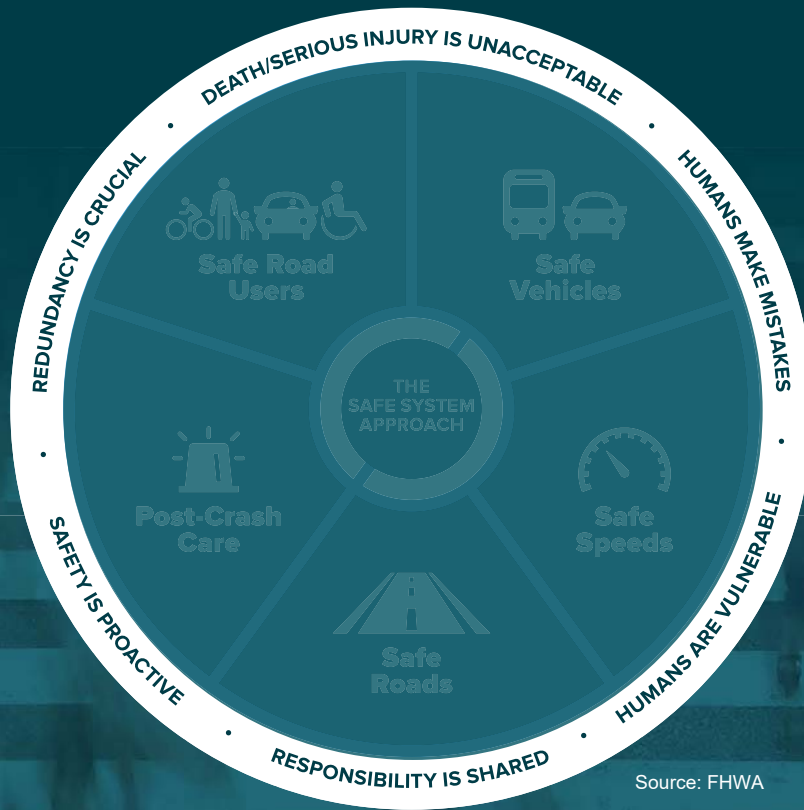 DEATH/SERIOUS INJURY IS UNACCEPTABLE
HUMANS MAKE MISTAKES
HUMANS ARE VULNERABLE
RESPONSIBILITY IS SHARED
SAFETY IS PROACTIVE
REDUNDANCY IS CRUCIAL
Safe Road
Users
Safe
Vehicles
THE
SAFE SYSTEM
APPROACH
Post-Crash
Care
Safe
Speeds
Safe
Roads
Source: FHWA